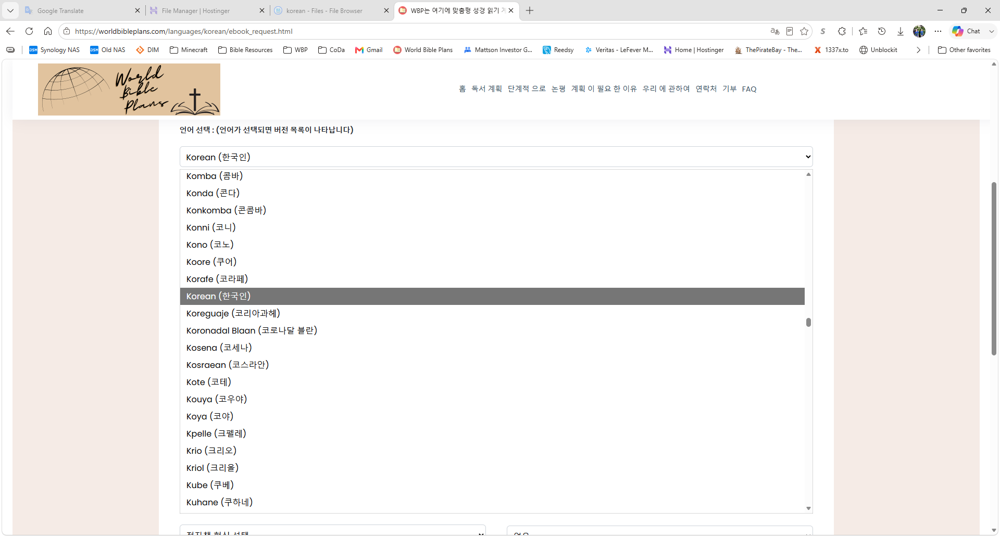 Google Translate
File Manager | Hostinger
korean - Files - File Browser
WBP는 여기에 맞춤형 성경 읽기
https://worldbibleplans.com/languages/korean/ebook_request.html
Chat
Synology NAS
Old NAS
DIM
Minecraft
Bible Resources
WBP
CoDa
Gmail
World Bible Plans
Mattson Investor G...
Reedsy
Veritas - LeFever M...
Home | Hostinger
ThePirateBay - The...
1337x.to
Unblockit
Other favorites
World
Bible
Plans
홈 독서 계획 단계적 으로 논평 계획 이 필요 한 이유 우리 에 관하여 연락처 기부 FAQ
언어 선택 : (언어가 선택되면 버전 목록이 나타납니다)
Korean (한국인)
Komba (콤바)
Konda (콘다)
Konkomba (콘콤바)
Konni (코니)
Kono (코노)
Koore (쿠어)
Korafe (코라페)
Korean (한국인)
Koreguaje (코리아과헤)
Koronadal Blaan (코로나달 블란)
Kosena (코세나)
Kosraean (코스라안)
Kote (코테)
Kouya (코우야)
Koya (코야)
Kpelle (크펠레)
Krio (크리오)
Kriol (크리올)
Kube (쿠베)
Kuhane (쿠하네)